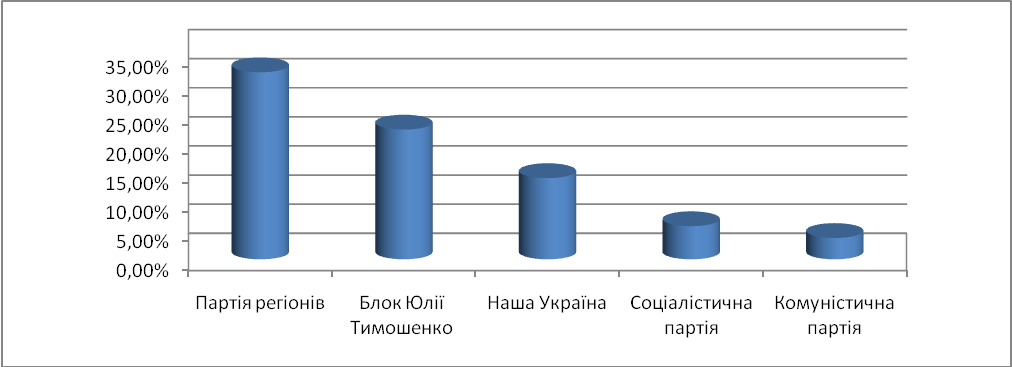 35,00%
30,00%
25,00%
20,00%
15,00%
10,00%
5,00%
0,00%
Партія регіонів
Блок Юлії
Тимошенко
Наша Україна
Соціалістична
партія
Комуністична
партія